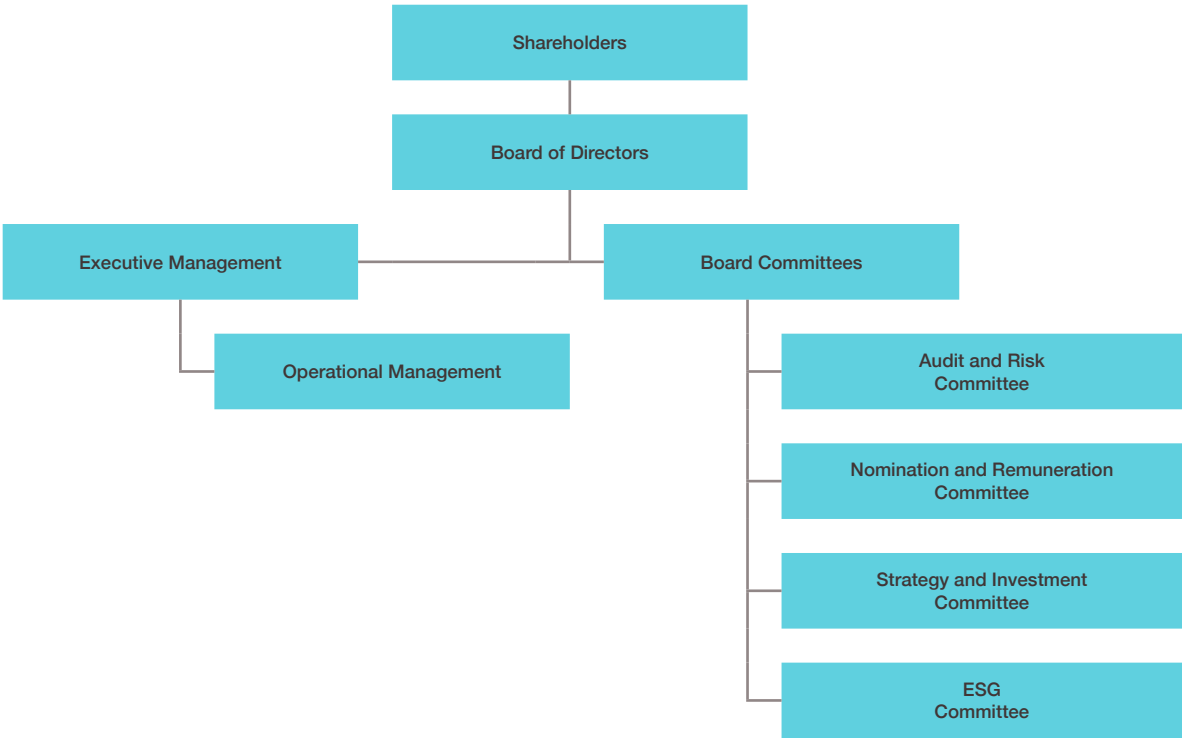 Shareholders
Board of Directors
Executive Management
Board Committees
Operational Management
Audit and Risk
Committee
Nomination and Remuneration
Committee
Strategy and Investment
Committee
ESG
Committee